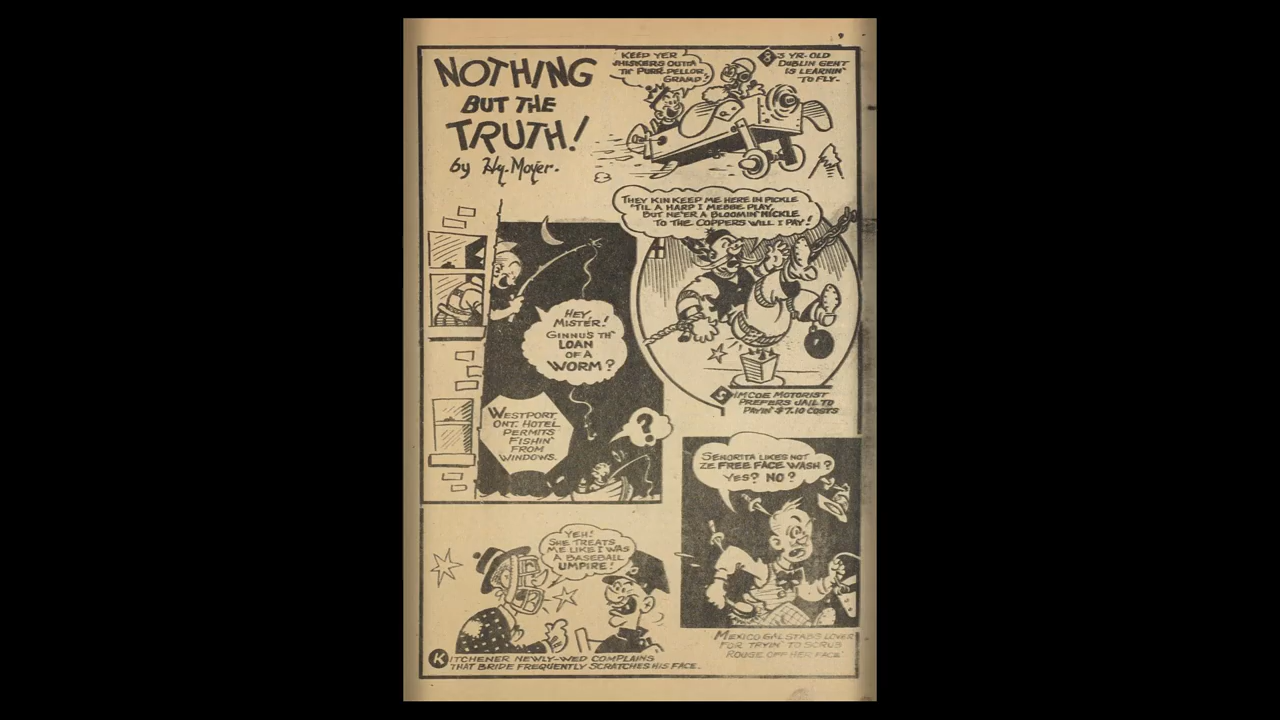 NOTHING
BUT THE
TRUTH!
by Hy. Moyer.
KEEP YER
WHISKERS OUTTA
TH' PURR-PELLOR,
GRAMP!
83 YR-OLD
DUBLIN GENT
IS LEARNIN'
TO FLY.
THEY KIN KEEP ME HERE IN PICKLE
'TIL A HARP I MEBBE PLAY,
BUT NE'ER A BLOOMIN' NICKLE
TO THE COPPERS WILL I PAY!
SIMCOE MOTORIST
PREFERS JAIL TO
PAYIN' $7.10 COSTS
HEY,
MISTER!
GINNUS TH'
LOAN
OF A
WORM?
WESTPORT,
ONT. HOTEL
PERMITS
FISHIN'
FROM
WINDOWS.
?
SENORITA LIKES NOT
ZE FREE FACE WASH?
YES? NO?
MEXICO GAL STABS LOVER
FUR TRYIN' TO SCRUB
ROUGE OFF HER FACE
YEH!
SHE TREATS
ME LIKE I WAS
A BASEBALL
UMPIRE!
KITCHENER NEWLY-WED COMPLAINS
THAT BRIDE FREQUENTLY SCRATCHES HIS FACE.